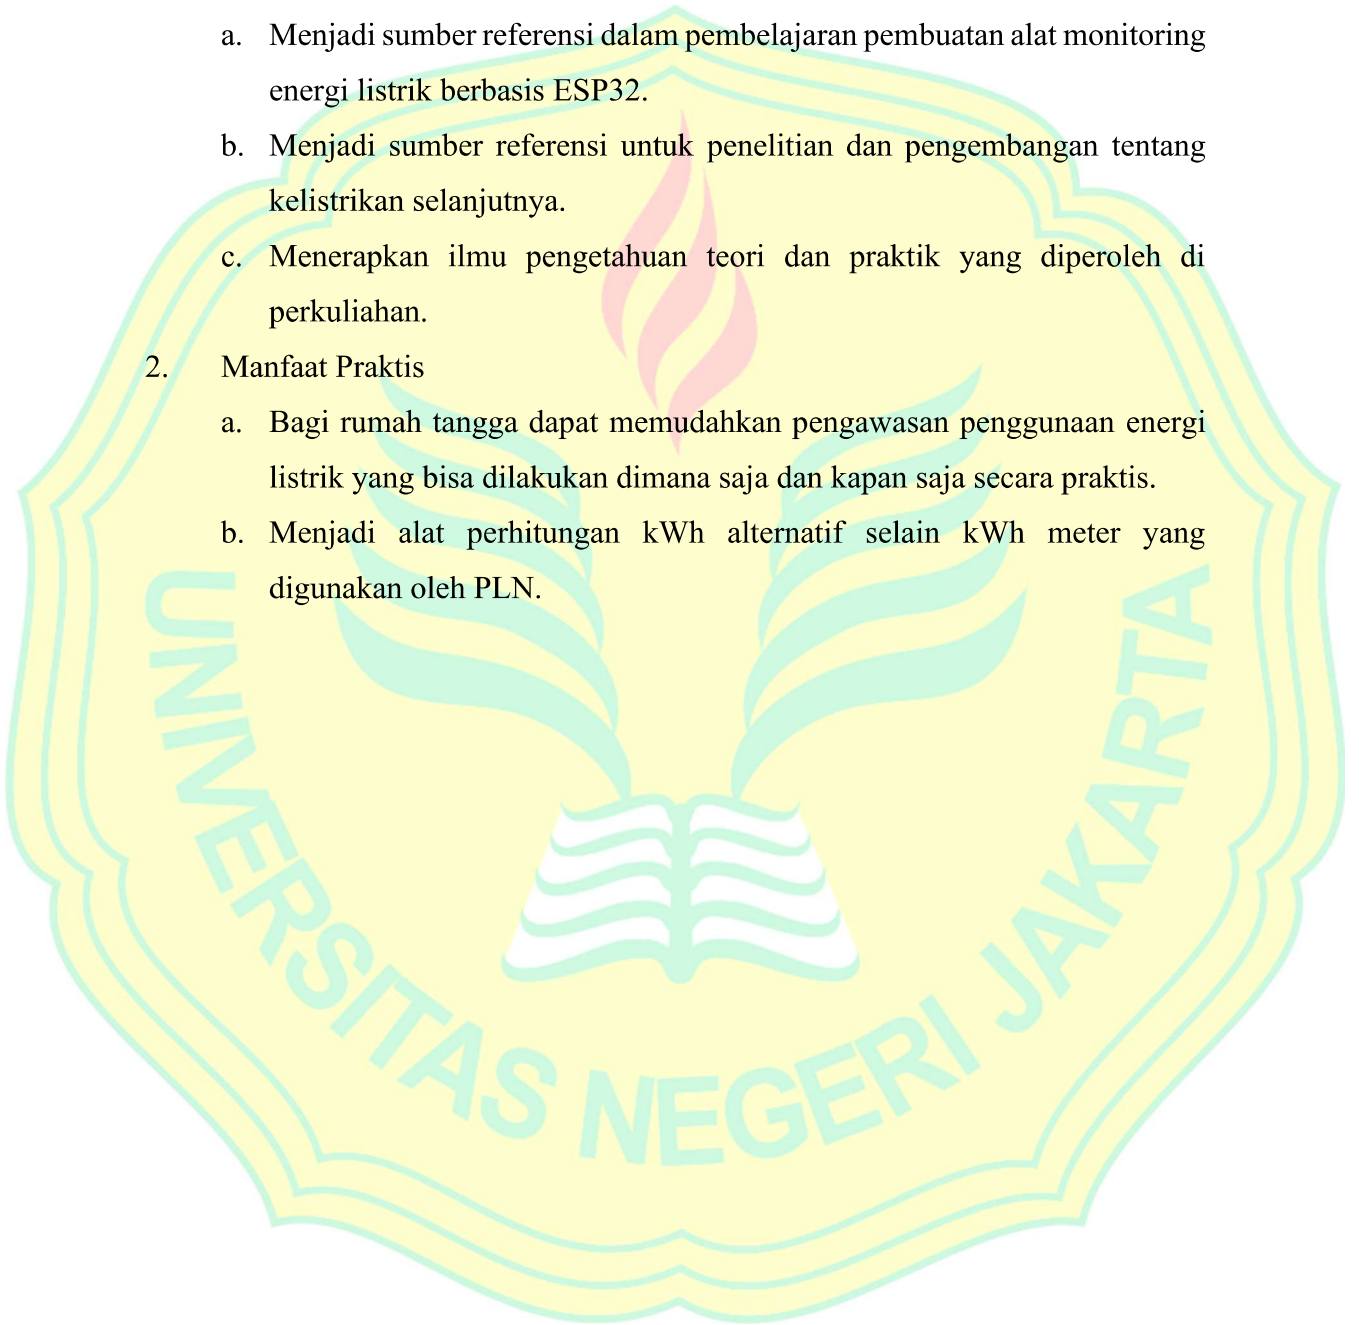 a. Menjadi sumber referensi dalam pembelajaran pembuatan alat monitoring
energi listrik berbasis ESP32.
b. Menjadi sumber referensi untuk penelitian dan pengembangan tentang
kelistrikan selanjutnya.
c. Menerapkan ilmu pengetahuan teori dan praktik yang diperoleh di
perkuliahan.
2. Manfaat Praktis
a. Bagi rumah tangga dapat memudahkan pengawasan penggunaan energi
listrik yang bisa dilakukan dimana saja dan kapan saja secara praktis.
b. Menjadi alat perhitungan kWh alternatif selain kWh meter yang
digunakan oleh PLN.
UNIVERSITAS NEGERI JAKARTA